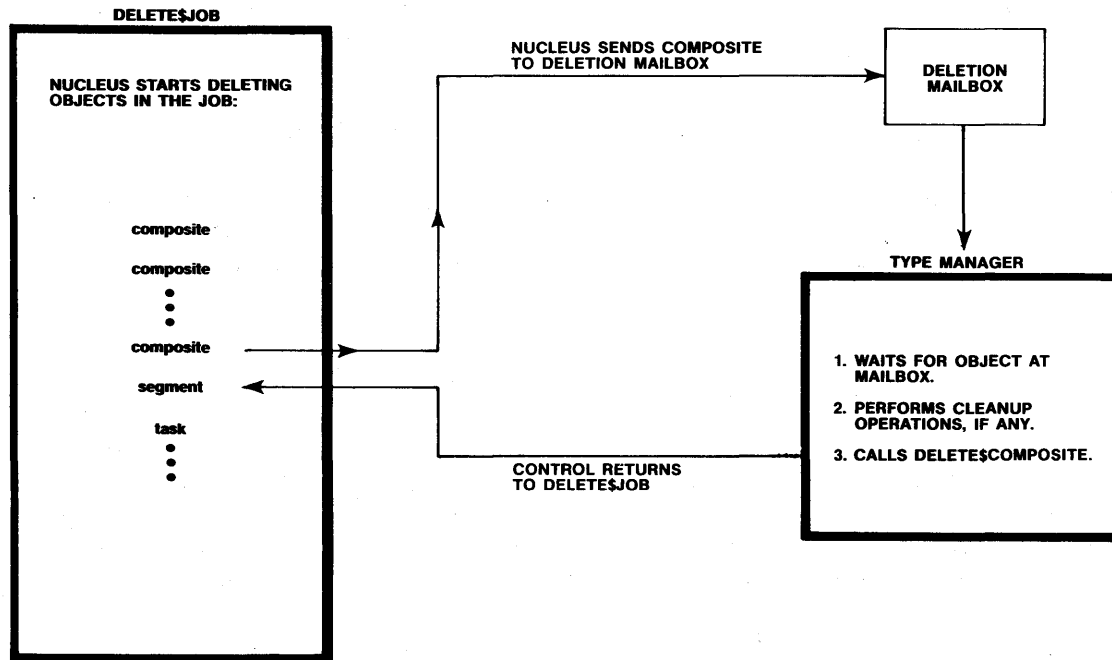 DELETE$JOB
NUCLEUS STARTS DELETING
OBJECTS IN THE JOB:
composite
composite
composite
segment
task
NUCLEUS SENDS COMPOSITE
TO DELETION MAILBOX
DELETION
MAILBOX
TYPE MANAGER
1. WAITS FOR OBJECT AT
MAILBOX.
2. PERFORMS CLEANUP
OPERATIONS, IF ANY.
3. CALLS DELETE$COMPOSITE.
CONTROL RETURNS
TO DELETE$JOB